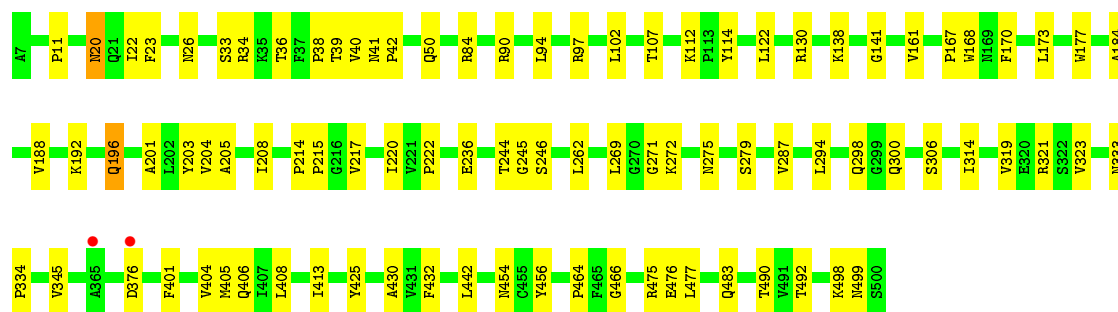 A7 P11 N20 Q21 I22 F23 N26 S33 R34 K35 T36 F37 P38 T39 V40 N41 P42 Q50 R84 R90 L94 R97 L102 T107 K112 P113 Y114 L122 R130 K138 G141 V161 P167 W168 N169 F170 L173 W177 A184
V188 K192 Q196 A201 L202 Y203 V204 A205 I208 P214 P215 G216 V217 I220 V221 P222 E236 T244 G245 S246 L262 L269 G270 G271 K272 N275 S279 V287 L294 Q298 G299 Q300 S306 I314 V319 E320 R321 S322 V323 N333
P334 V345 A365 D376 F401 V404 M405 Q406 I407 L408 I413 Y425 A430 V431 F432 L442 N454 C455 Y456 P464 F465 G466 R475 E476 L477 Q483 T490 V491 T492 K498 N499 S500